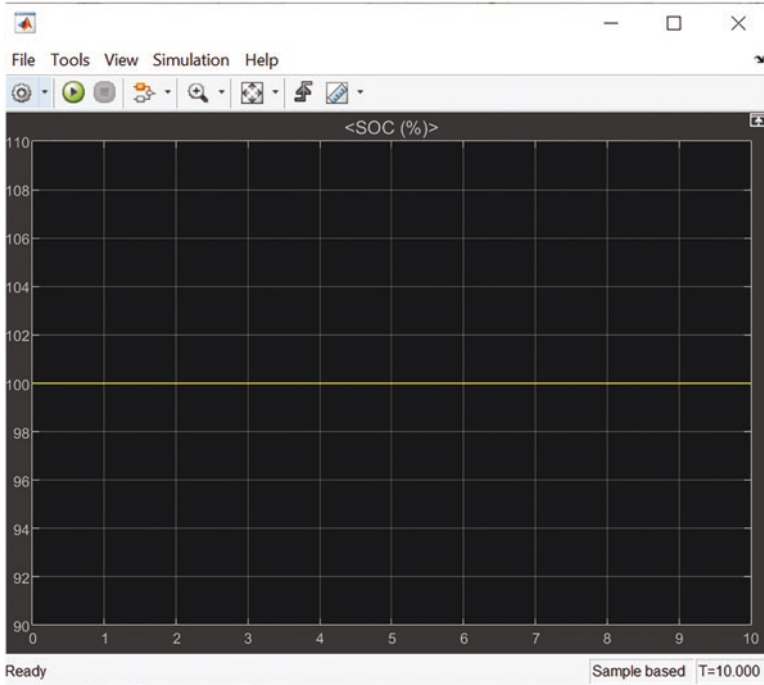 File Tools View Simulation Help
<SOC (%)>
110
108
106
104
102
100
98
96
94
92
90
0 1 2 3 4 5 6 7 8 9 10
Ready Sample based T=10.000